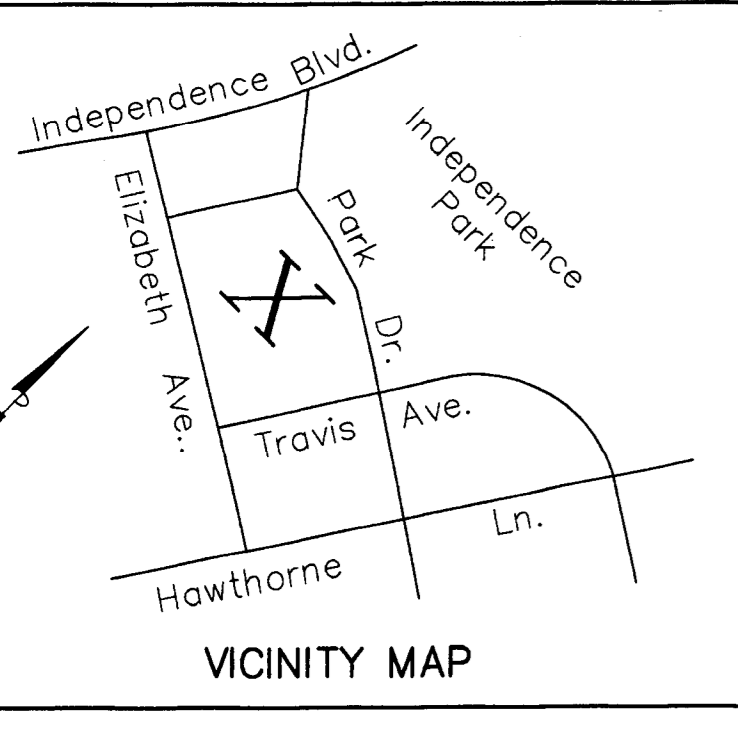 Independence Blvd.
Independence
Park
Elizabeth Ave..
Park Dr.
Travis Ave.
Hawthorne Ln.
VICINITY MAP